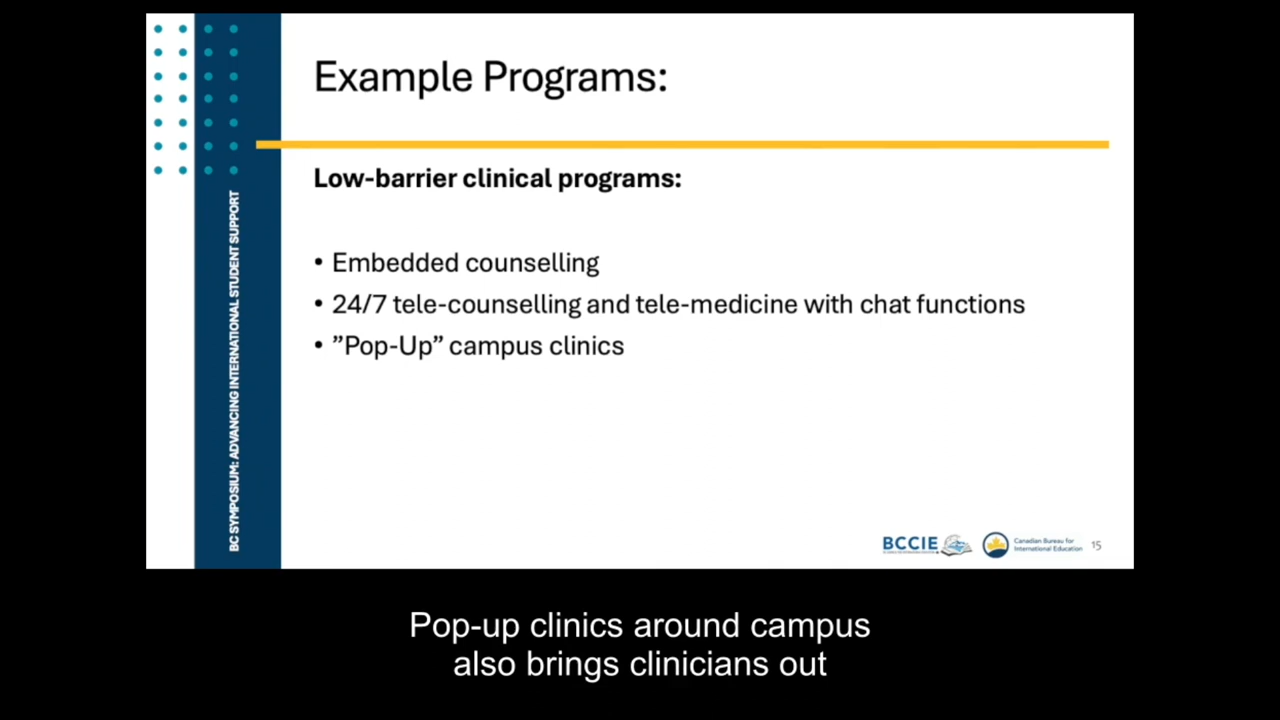 Example Programs:
Low-barrier clinical programs:
• Embedded counselling
• 24/7 tele-counselling and tele-medicine with chat functions
• ”Pop-Up” campus clinics
BC SYMPOSIUM: ADVANCING INTERNATIONAL STUDENT SUPPORT
BCCIE
Canadian Bureau for
International Education
15
Pop-up clinics around campus
also brings clinicians out